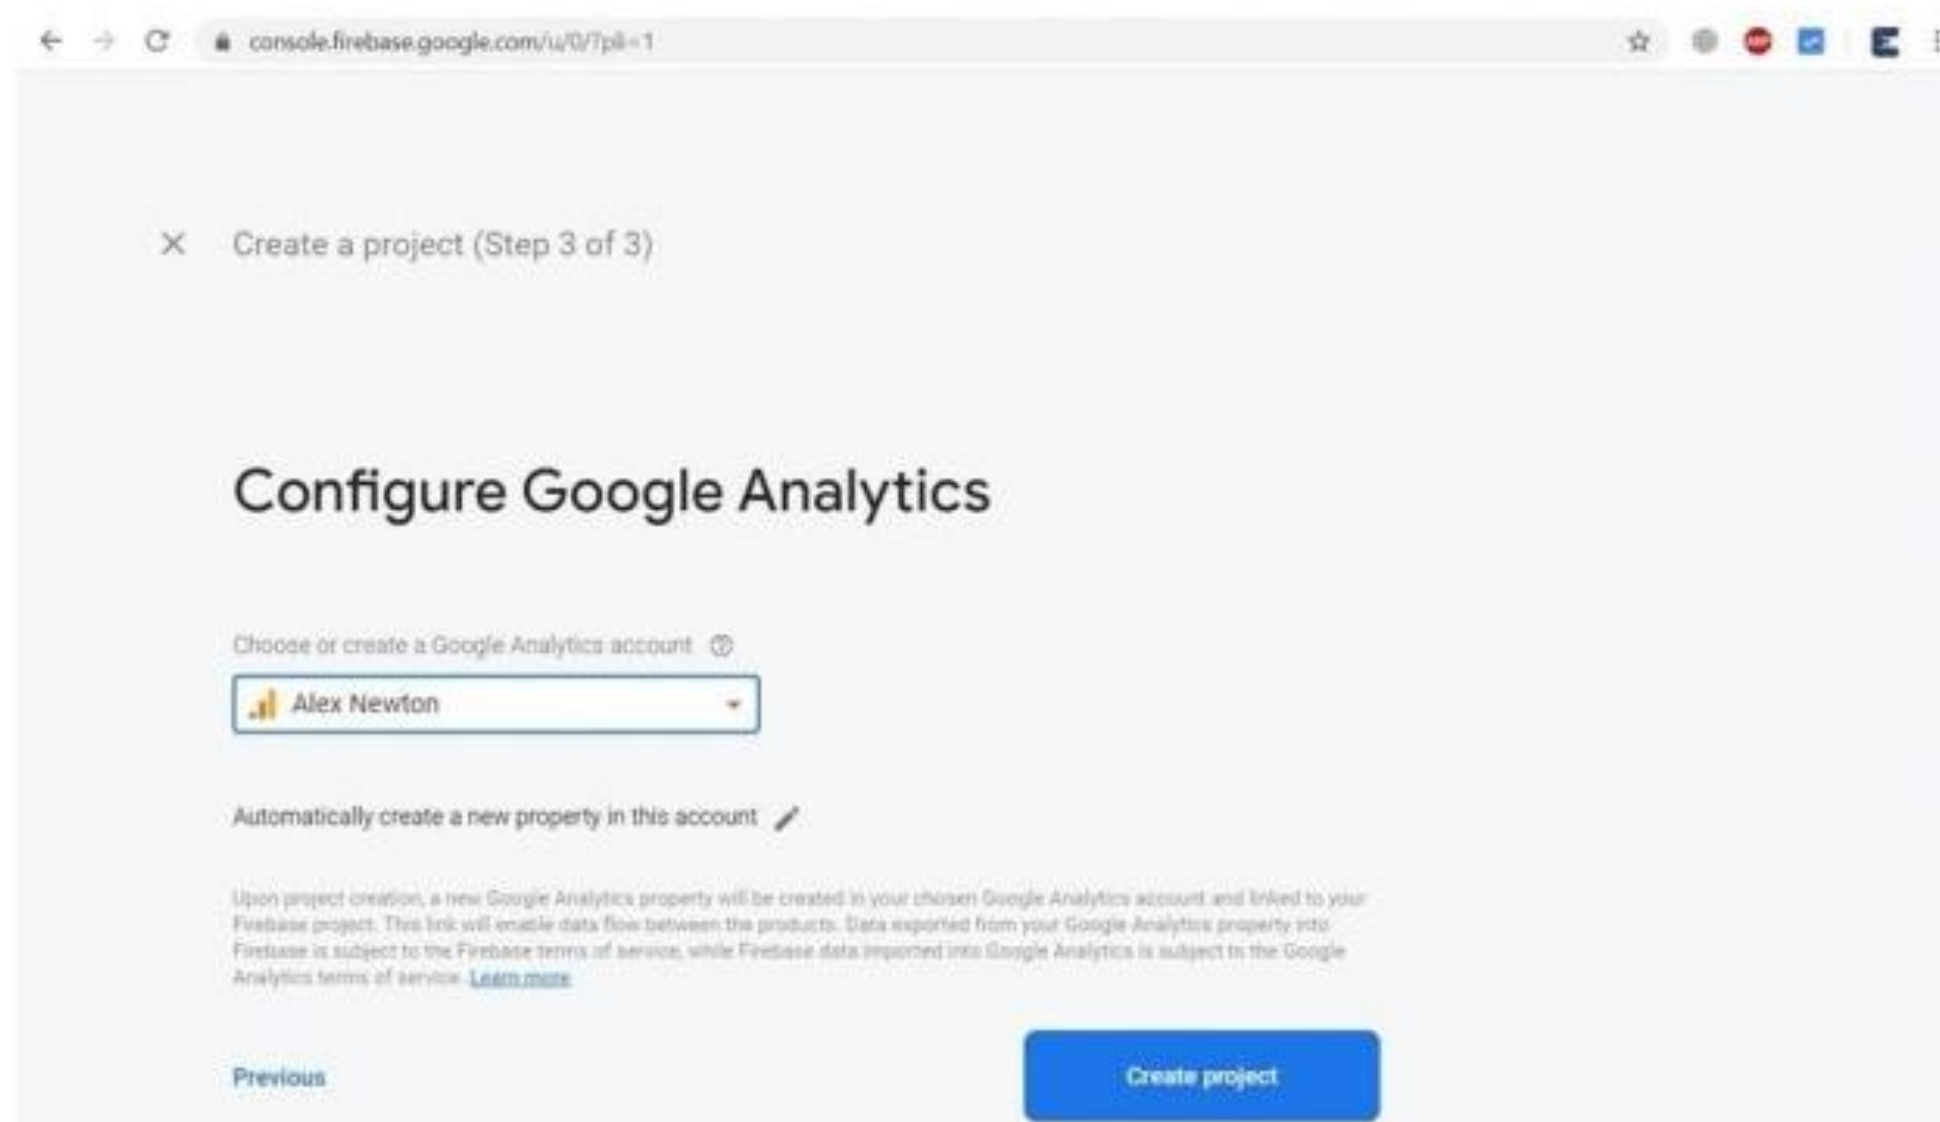 console.firebase.google.com/u/0/?pli=1
Create a project (Step 3 of 3)
Configure Google Analytics
Choose or create a Google Analytics account
Alex Newton
Automatically create a new property in this account
Upon project creation, a new Google Analytics property will be created in your chosen Google Analytics account and linked to your
Firebase project. This link will enable data flow between the products. Data exported from your Google Analytics property into
Firebase is subject to the Firebase terms of service, while Firebase data imported into Google Analytics is subject to the Google
Analytics terms of service. Learn more
Previous
Create project